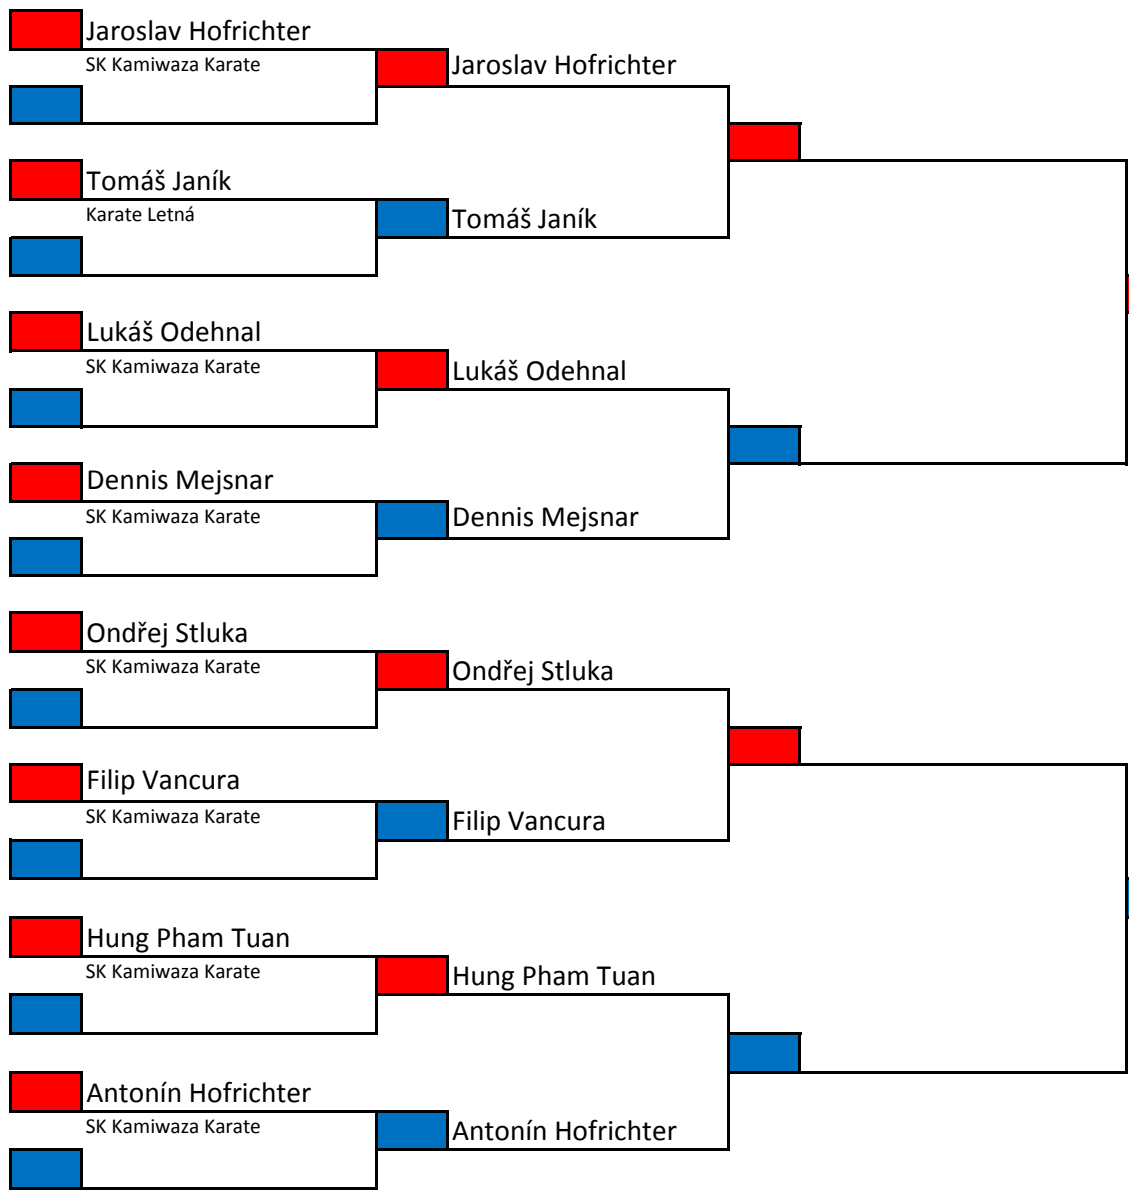 Jaroslav Hofrichter
SK Kamiwaza Karate
Jaroslav Hofrichter
Tomáš Janík
Karate Letná
Tomáš Janík
Lukáš Odehnal
SK Kamiwaza Karate
Lukáš Odehnal
Dennis Mejsnar
SK Kamiwaza Karate
Dennis Mejsnar
Ondřej Stluka
SK Kamiwaza Karate
Ondřej Stluka
Filip Vancura
SK Kamiwaza Karate
Filip Vancura
Hung Pham Tuan
SK Kamiwaza Karate
Hung Pham Tuan
Antonín Hofrichter
SK Kamiwaza Karate
Antonín Hofrichter